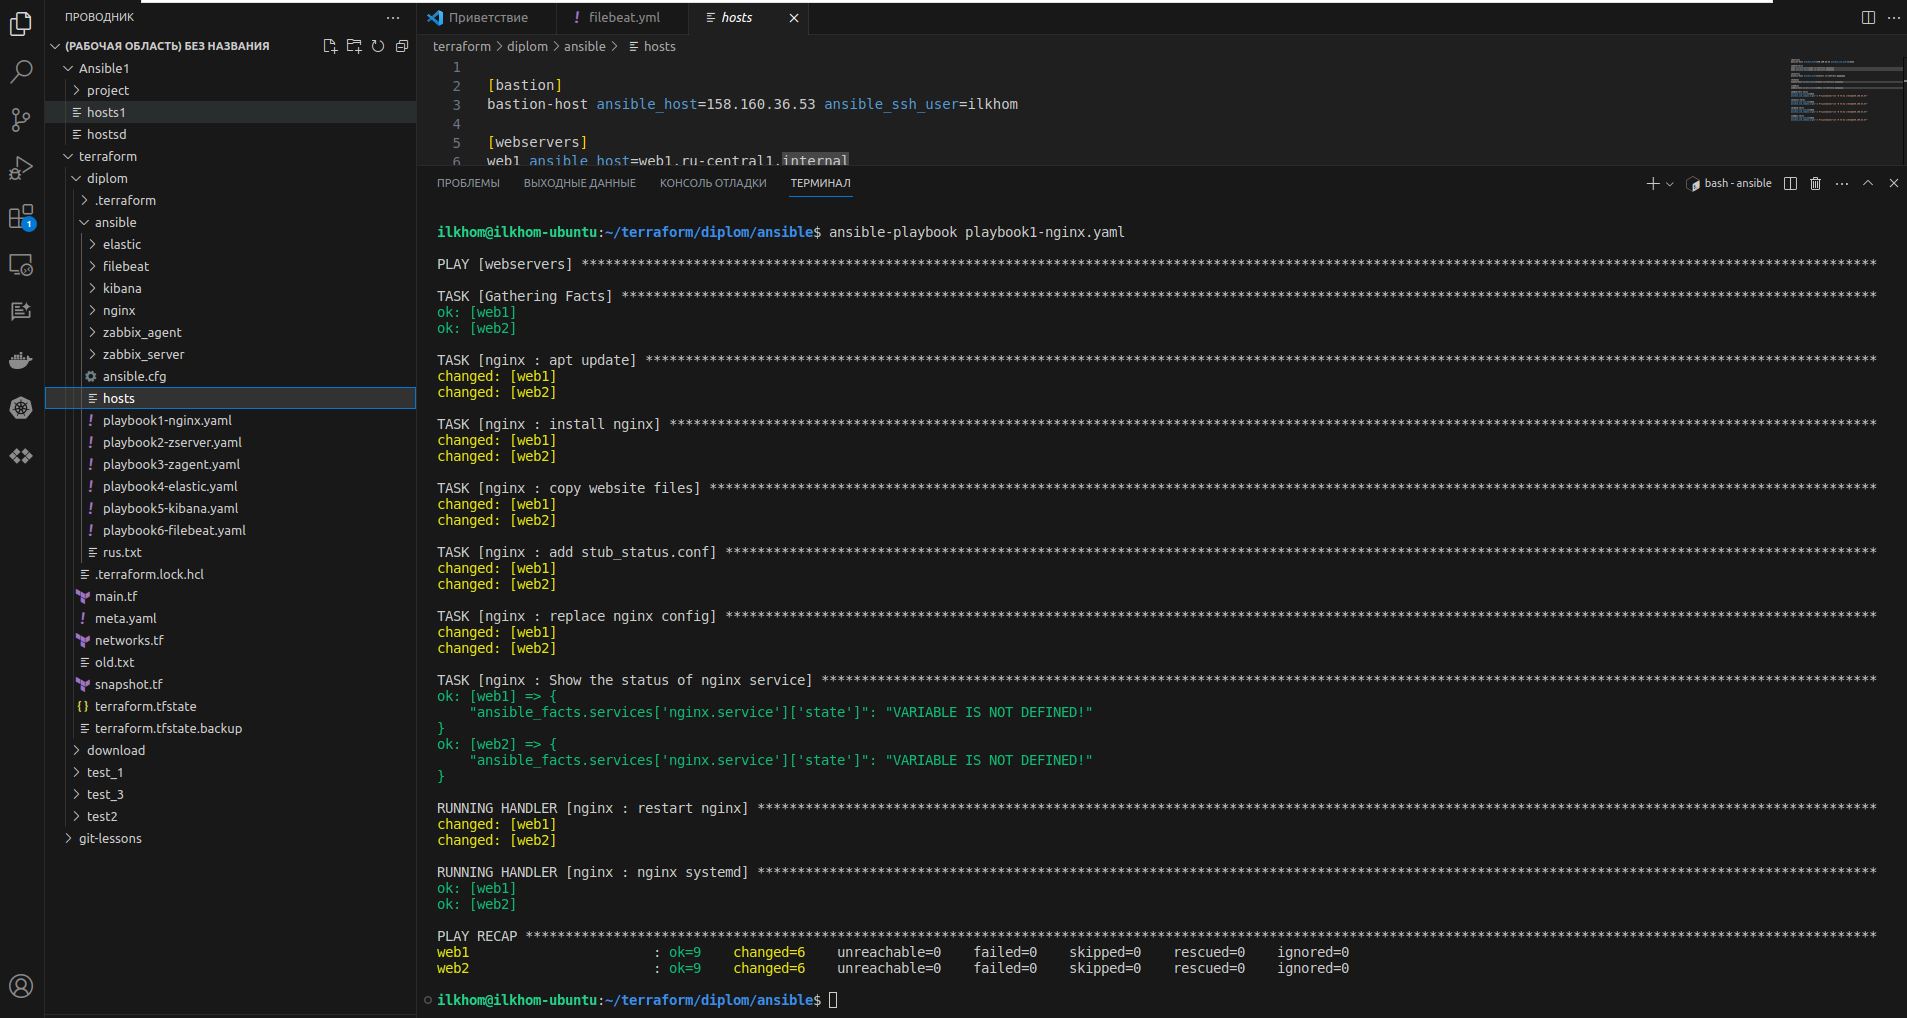 ПРОВОДНИК
(РАБОЧАЯ ОБЛАСТЬ) БЕЗ НАЗВАНИЯ
Ansible1
project
hosts1
hostsd
terraform
diplom
.terraform
ansible
elastic
filebeat
kibana
nginx
zabbix_agent
zabbix_server
ansible.cfg
hosts
playbook1-nginx.yaml
playbook2-zserver.yaml
playbook3-zagent.yaml
playbook4-elastic.yaml
playbook5-kibana.yaml
playbook6-filebeat.yaml
rus.txt
.terraform.lock.hcl
main.tf
meta.yaml
networks.tf
old.txt
snapshot.tf
terraform.tfstate
terraform.tfstate.backup
download
test_1
test_3
test2
git-lessons
1
Приветствие
filebeat.yml
hosts
terraform > diplom > ansible > hosts
1
2 [bastion]
3 bastion-host ansible_host=158.160.36.53 ansible_ssh_user=ilkhom
4
5 [webservers]
6 web1 ansible_host=web1.ru-central1.internal
ПРОБЛЕМЫ ВЫХОДНЫЕ ДАННЫЕ КОНСОЛЬ ОТЛАДКИ ТЕРМИНАЛ
bash - ansible
ilkhom@ilkhom-ubuntu:~/terraform/diplom/ansible$ ansible-playbook playbook1-nginx.yaml
PLAY [webservers] ******************************************************************
TASK [Gathering Facts] ******************************************************************
ok: [web1]
ok: [web2]
TASK [nginx : apt update] ******************************************************************
changed: [web1]
changed: [web2]
TASK [nginx : install nginx] ******************************************************************
changed: [web1]
changed: [web2]
TASK [nginx : copy website files] ******************************************************************
changed: [web1]
changed: [web2]
TASK [nginx : add stub_status.conf] ******************************************************************
changed: [web1]
changed: [web2]
TASK [nginx : replace nginx config] ******************************************************************
changed: [web1]
changed: [web2]
TASK [nginx : Show the status of nginx service] ******************************************************************
ok: [web1] => {
"ansible_facts.services['nginx.service']['state']": "VARIABLE IS NOT DEFINED!"
}
ok: [web2] => {
"ansible_facts.services['nginx.service']['state']": "VARIABLE IS NOT DEFINED!"
}
RUNNING HANDLER [nginx : restart nginx] ******************************************************************
changed: [web1]
changed: [web2]
RUNNING HANDLER [nginx : nginx systemd] ******************************************************************
ok: [web1]
ok: [web2]
PLAY RECAP ******************************************************************
web1 : ok=9 changed=6 unreachable=0 failed=0 skipped=0 rescued=0 ignored=0
web2 : ok=9 changed=6 unreachable=0 failed=0 skipped=0 rescued=0 ignored=0
ilkhom@ilkhom-ubuntu:~/terraform/diplom/ansible$